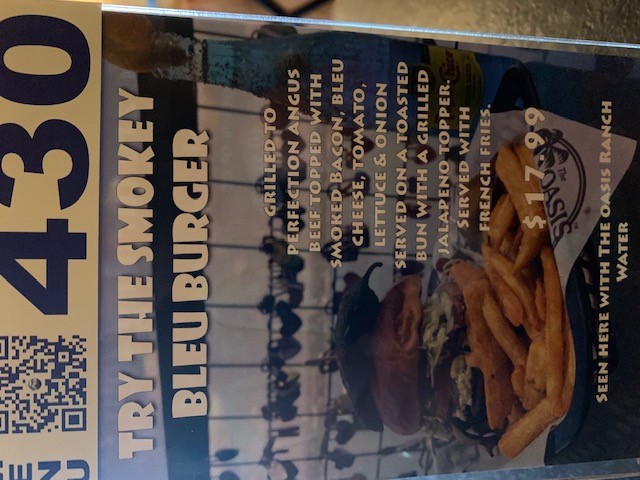 430
TRY THE SMOKEY
BLEU BURGER
GRILLED TO
PERFECTION ANGUS
BEEF TOPPED WITH
SMOKED BACON, BLEU
CHEESE, TOMATO,
LETTUCE & ONION
SERVED ON A TOASTED
BUN WITH A GRILLED
JALAPENO TOPPER.
SERVED WITH
FRENCH FRIES.
$17.99
THE
OASIS
SEEN HERE WITH THE OASIS RANCH
WATER